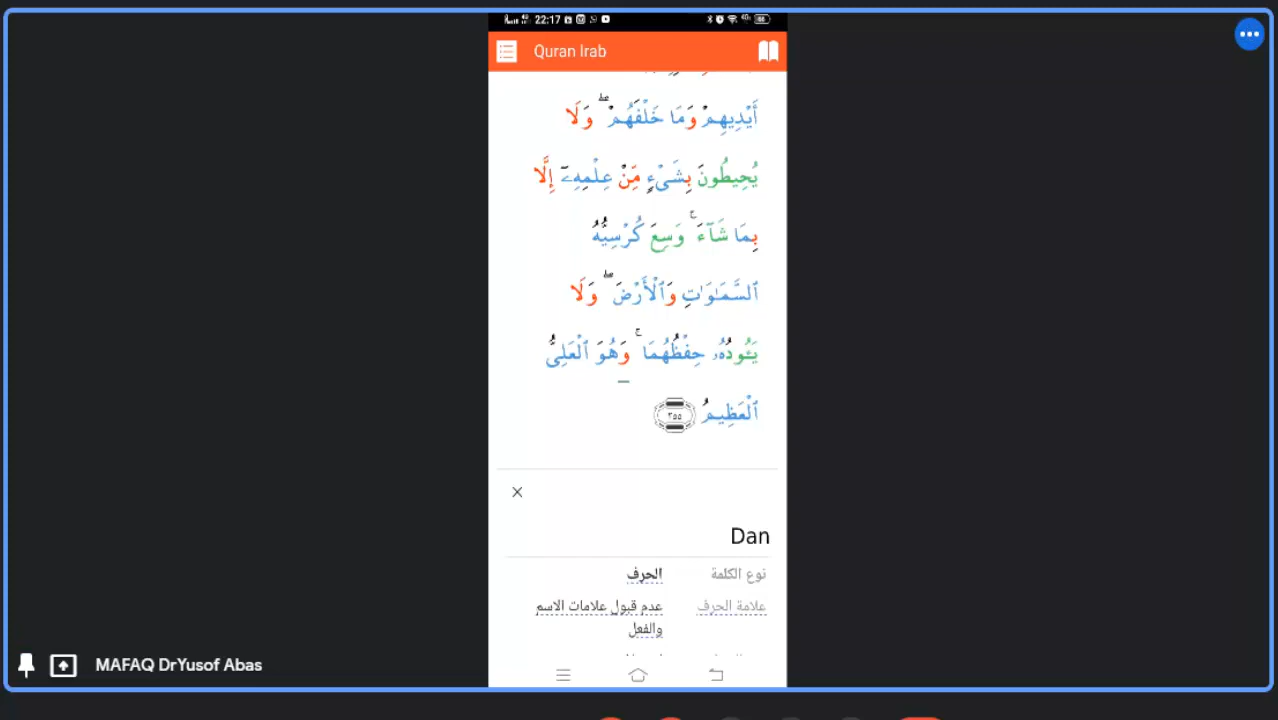 22:17
Quran Irab
أَيْدِيهِمْ وَمَا خَلْفَهُمْ ۖ وَلَا
يُحِيطُونَ بِشَىْءٍ مِّنْ عِلْمِهِۦٓ إِلَّا
بِمَا شَآءَ ۚ وَسِعَ كُرْسِيُّهُ
ٱلسَّمَـٰوَٰتِ وَٱلْأَرْضَ ۖ وَلَا
يَـُٔودُهُۥ حِفْظُهُمَا ۚ وَهُوَ ٱلْعَلِىُّ
ٱلْعَظِيمُ ٢٥٥
Dan
نوع الكلمة الحرف
علامة الحرف عدم قبول علامات الاسم
والفعل
MAFAQ DrYusof Abas